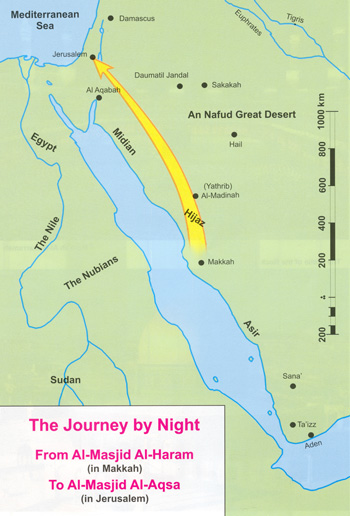 Mediterranean
Sea
Damascus
Euphrates
Tigris
Jerusalem
Daumatil Jandal
Sakakah
Al Aqabah
An Nafud Great Desert
Egypt
Midian
Hail
(Yathrib)
Al-Madinah
Hijaz
The Nile
The Nubians
Makkah
Asir
Sudan
Sana'
Ta'izz
Aden
1000 km
800
600
400
200
200
The Journey by Night
From Al-Masjid Al-Haram
(in Makkah)
To Al-Masjid Al-Aqsa
(in Jerusalem)